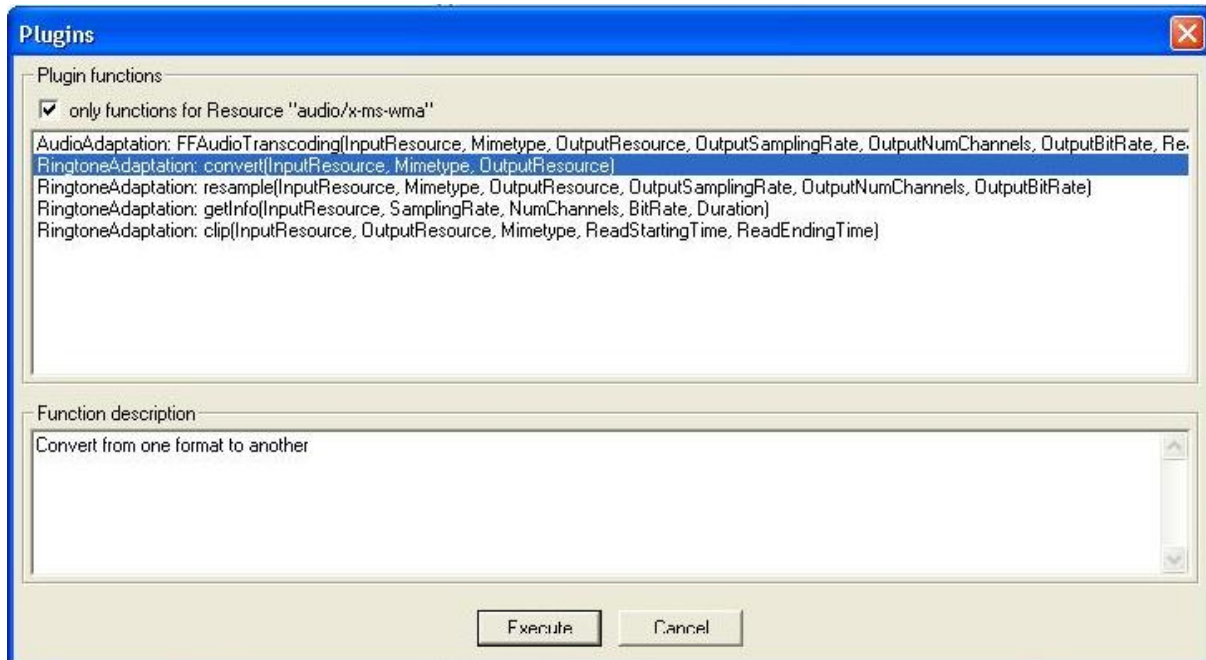 Plugins
Plugin functions
only functions for Resource "audio/x-ms-wma"
AudioAdaptation: FFAudioTranscoding(InputResource, Mimetype, OutputResource, OutputSamplingRate, OutputNumChannels, OutputBitRate, Re
RingtoneAdaptation: convert(InputResource, Mimetype, OutputResource)
RingtoneAdaptation: resample(InputResource, Mimetype, OutputResource, OutputSamplingRate, OutputNumChannels, OutputBitRate)
RingtoneAdaptation: getInfo(InputResource, SamplingRate, NumChannels, BitRate, Duration)
RingtoneAdaptation: clip(InputResource, OutputResource, Mimetype, ReadStartingTime, ReadEndingTime)
Function description
Convert from one format to another
Execute Cancel